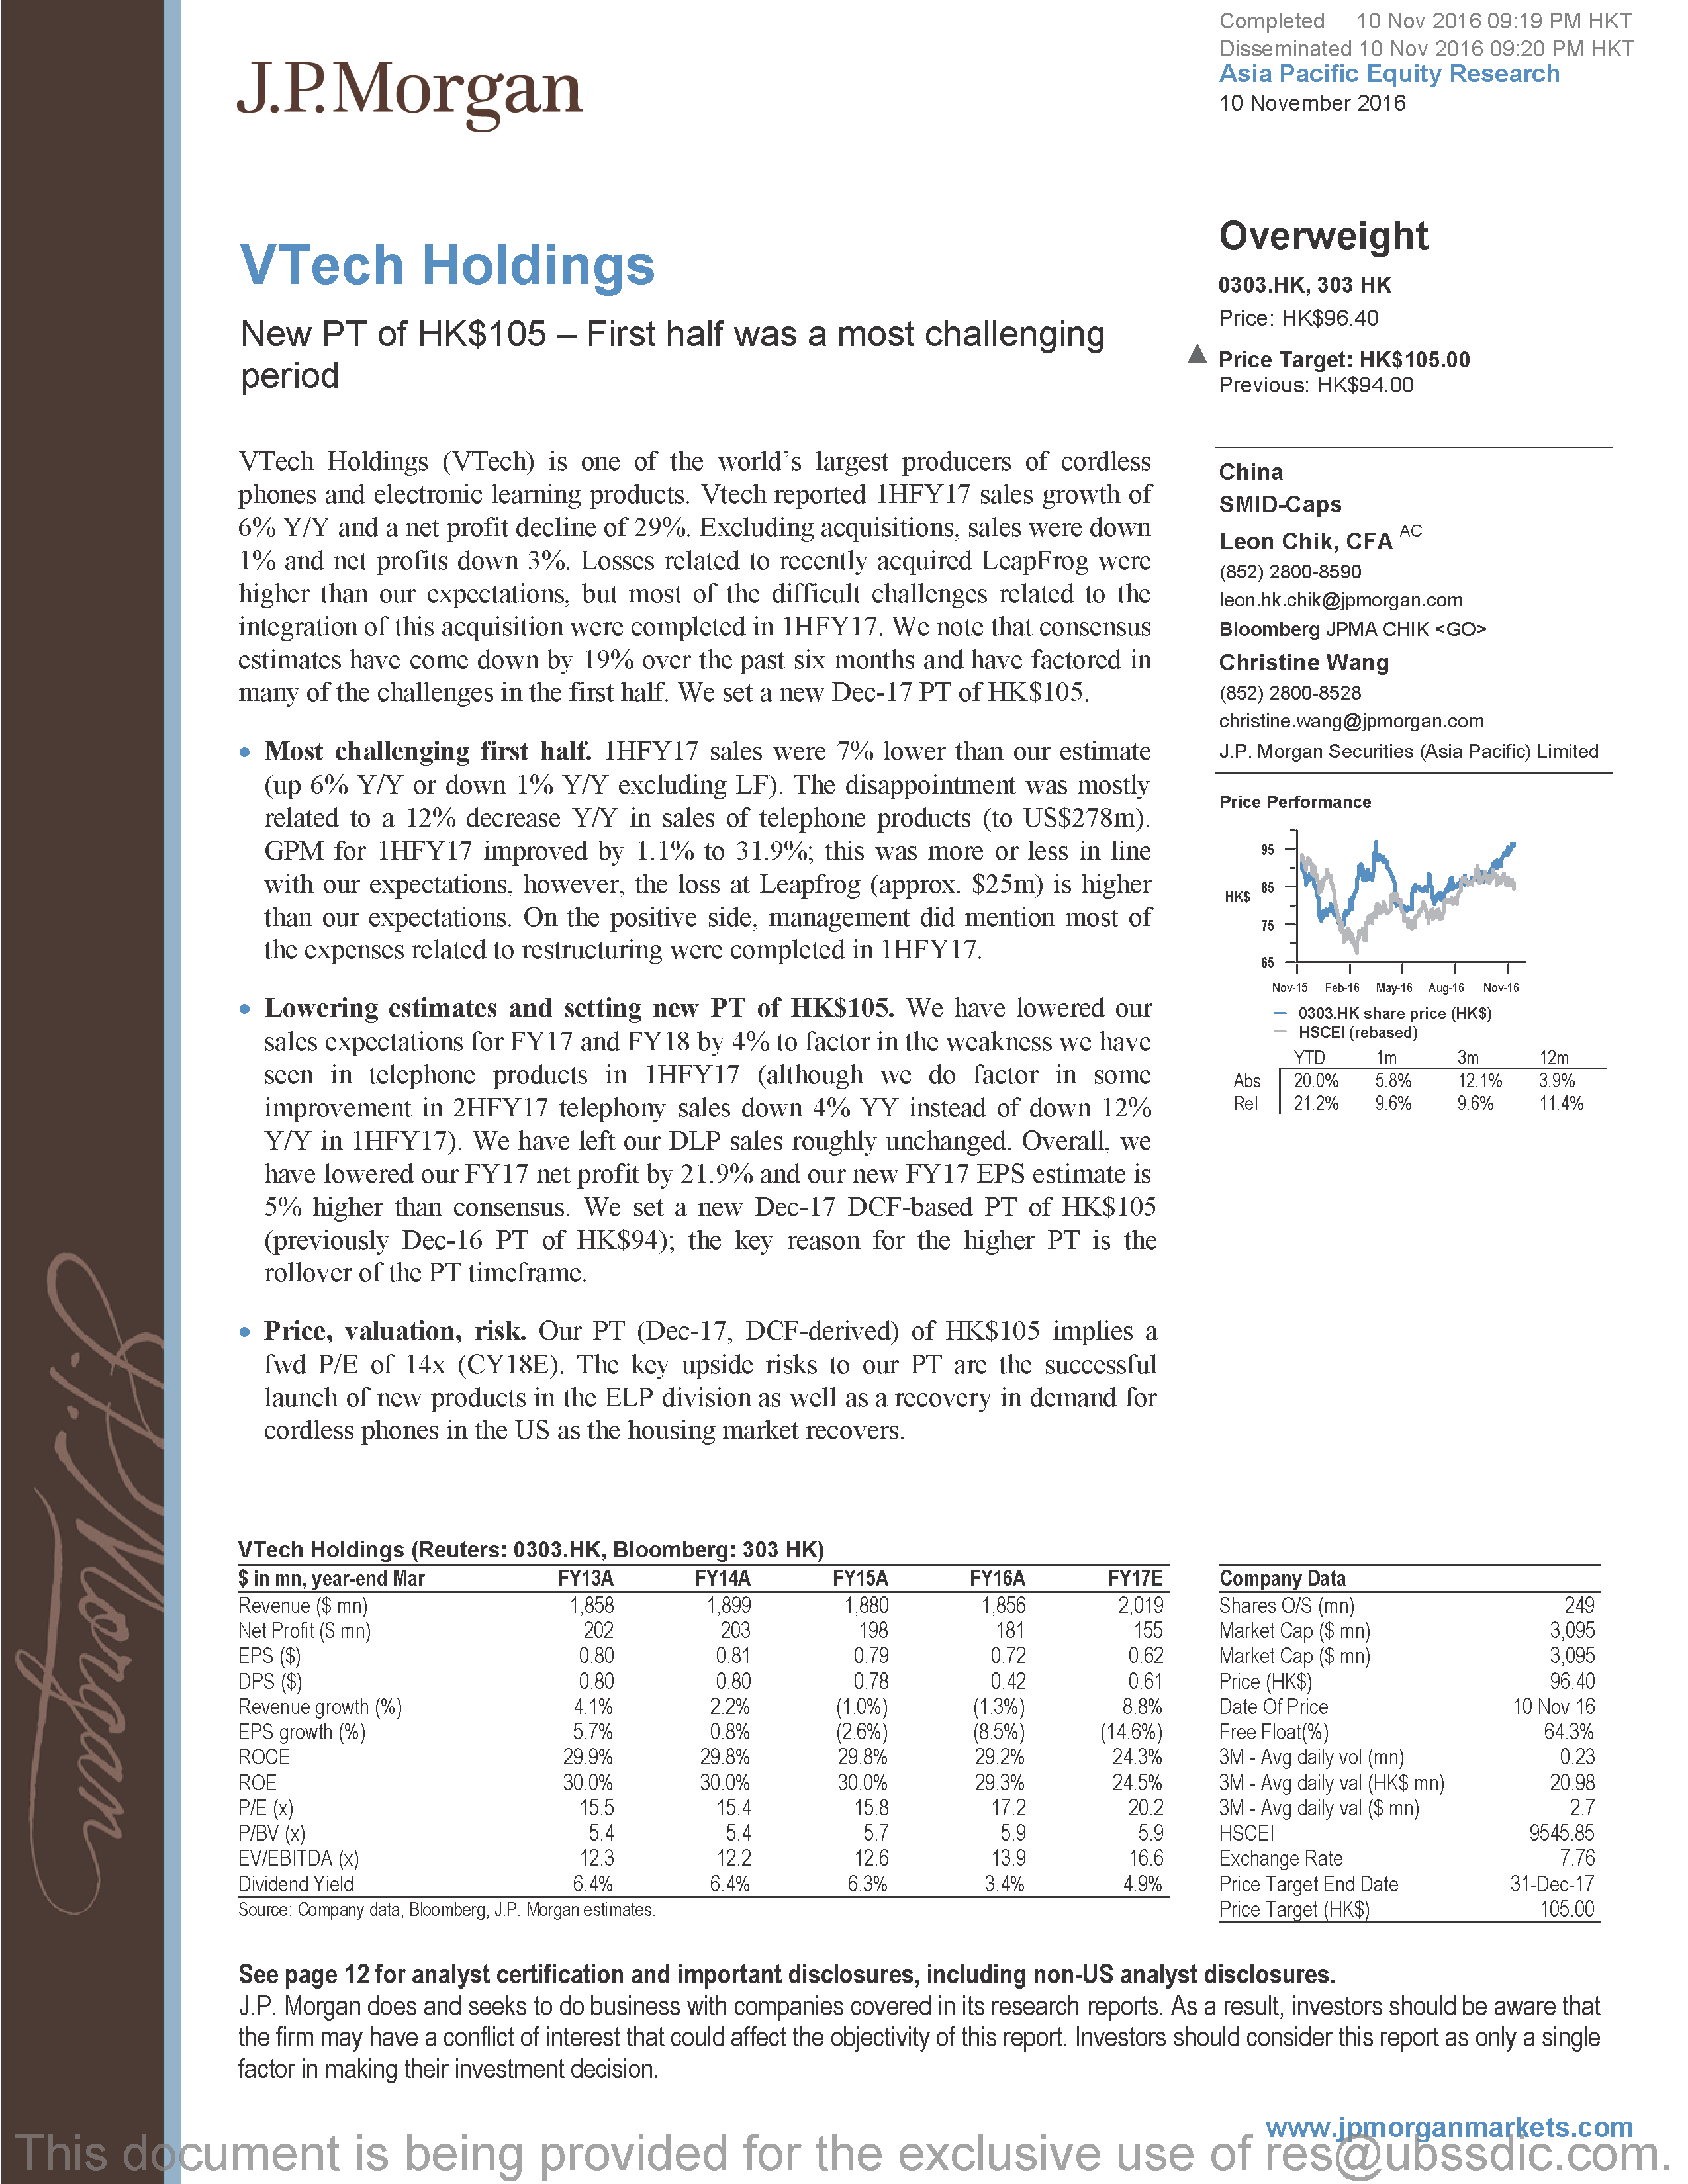 Completed 10 Nov 2016 09:19 PM HKT
Disseminated 10 Nov 2016 09:20 PM HKT
Asia Pacific Equity Research
10 November 2016
J.P.Morgan
VTech Holdings
New PT of HK$105 – First half was a most challenging
period
VTech Holdings (VTech) is one of the world's largest producers of cordless
phones and electronic learning products. Vtech reported 1HFY17 sales growth of
6% Y/Y and a net profit decline of 29%. Excluding acquisitions, sales were down
1% and net profits down 3%. Losses related to recently acquired LeapFrog were
higher than our expectations, but most of the difficult challenges related to the
integration of this acquisition were completed in 1HFY17. We note that consensus
estimates have come down by 19% over the past six months and have factored in
many of the challenges in the first half. We set a new Dec-17 PT of HK$105.
• Most challenging first half. 1HFY17 sales were 7% lower than our estimate
(up 6% Y/Y or down 1% Y/Y excluding LF). The disappointment was mostly
related to a 12% decrease Y/Y in sales of telephone products (to US$278m).
GPM for 1HFY17 improved by 1.1% to 31.9%; this was more or less in line
with our expectations, however, the loss at Leapfrog (approx. $25m) is higher
than our expectations. On the positive side, management did mention most of
the expenses related to restructuring were completed in 1HFY17.
• Lowering estimates and setting new PT of HK$105. We have lowered our
sales expectations for FY17 and FY18 by 4% to factor in the weakness we have
seen in telephone products in 1HFY17 (although we do factor in some
improvement in 2HFY17 telephony sales down 4% YY instead of down 12%
Y/Y in 1HFY17). We have left our DLP sales roughly unchanged. Overall, we
have lowered our FY17 net profit by 21.9% and our new FY17 EPS estimate is
5% higher than consensus. We set a new Dec-17 DCF-based PT of HK$105
(previously Dec-16 PT of HK$94); the key reason for the higher PT is the
rollover of the PT timeframe.
• Price, valuation, risk. Our PT (Dec-17, DCF-derived) of HK$105 implies a
fwd P/E of 14x (CY18E). The key upside risks to our PT are the successful
launch of new products in the ELP division as well as a recovery in demand for
cordless phones in the US as the housing market recovers.
Overweight
0303.HK, 303 HK
Price: HK$96.40
▲ Price Target: HK$105.00
Previous: HK$94.00
China
SMID-Caps
Leon Chik, CFA AC
(852) 2800-8590
leon.hk.chik@jpmorgan.com
Bloomberg JPMA CHIK <GO>
Christine Wang
(852) 2800-8528
christine.wang@jpmorgan.com
J.P. Morgan Securities (Asia Pacific) Limited
Price Performance
95
85
HK$
75
65
Nov-15 Feb-16 May-16 Aug-16 Nov-16
0303.HK share price (HK$)
HSCEI (rebased)
YTD 1m 3m 12m
Abs 20.0% 5.8% 12.1% 3.9%
Rel 21.2% 9.6% 9.6% 11.4%
J.P. Morgan
VTech Holdings (Reuters: 0303.HK, Bloomberg: 303 HK)
$ in mn, year-end Mar FY13A FY14A FY15A FY16A FY17E
Revenue ($ mn) 1,858 1,899 1,880 1,856 2,019
Net Profit ($ mn) 202 203 198 181 155
EPS ($) 0.80 0.81 0.79 0.72 0.62
DPS ($) 0.80 0.80 0.78 0.42 0.61
Revenue growth (%) 4.1% 2.2% (1.0%) (1.3%) 8.8%
EPS growth (%) 5.7% 0.8% (2.6%) (8.5%) (14.6%)
ROCE 29.9% 29.8% 29.8% 29.2% 24.3%
ROE 30.0% 30.0% 30.0% 29.3% 24.5%
P/E (x) 15.5 15.4 15.8 17.2 20.2
P/BV (x) 5.4 5.4 5.7 5.9 5.9
EV/EBITDA (x) 12.3 12.2 12.6 13.9 16.6
Dividend Yield 6.4% 6.4% 6.3% 3.4% 4.9%
Source: Company data, Bloomberg, J.P. Morgan estimates.
Company Data
Shares O/S (mn) 249
Market Cap ($ mn) 3,095
Market Cap ($ mn) 3,095
Price (HK$) 96.40
Date Of Price 10 Nov 16
Free Float(%) 64.3%
3M - Avg daily vol (mn) 0.23
3M - Avg daily val (HK$ mn) 20.98
3M - Avg daily val ($ mn) 2.7
HSCEI 9545.85
Exchange Rate 7.76
Price Target End Date 31-Dec-17
Price Target (HK$) 105.00
See page 12 for analyst certification and important disclosures, including non-US analyst disclosures.
J.P. Morgan does and seeks to do business with companies covered in its research reports. As a result, investors should be aware that
the firm may have a conflict of interest that could affect the objectivity of this report. Investors should consider this report as only a single
factor in making their investment decision.
www.jpmorganmarkets.com
This document is being provided for the exclusive use of res@ubssdic.com.